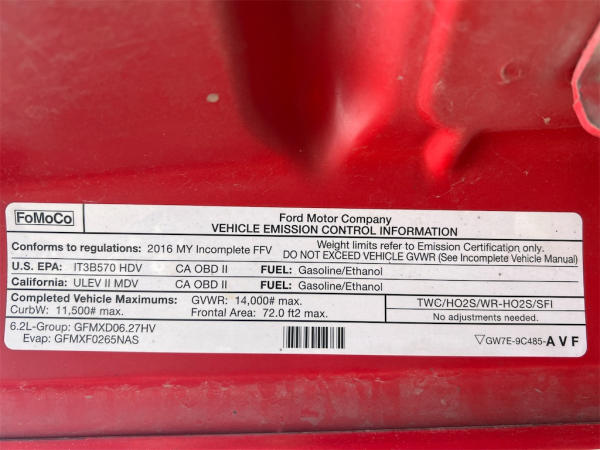 FoMoCo
Ford Motor Company
VEHICLE EMISSION CONTROL INFORMATION
Conforms to regulations: 2016 MY Incomplete FFV
Weight limits refer to Emission Certification only.
DO NOT EXCEED VEHICLE GVWR (See Incomplete Vehicle Manual)
U.S. EPA: IT3B570 HDV CA OBD II FUEL: Gasoline/Ethanol
California: ULEV II MDV CA OBD II FUEL: Gasoline/Ethanol
Completed Vehicle Maximums: GVWR: 14,000# max.
CurbW: 11,500# max. Frontal Area: 72.0 ft2 max.
TWC/HO2S/WR-HO2S/SFI
No adjustments needed.
6.2L-Group: GFMXD06.27HV
Evap: GFMXF0265NAS
▽GW7E-9C485-AVF